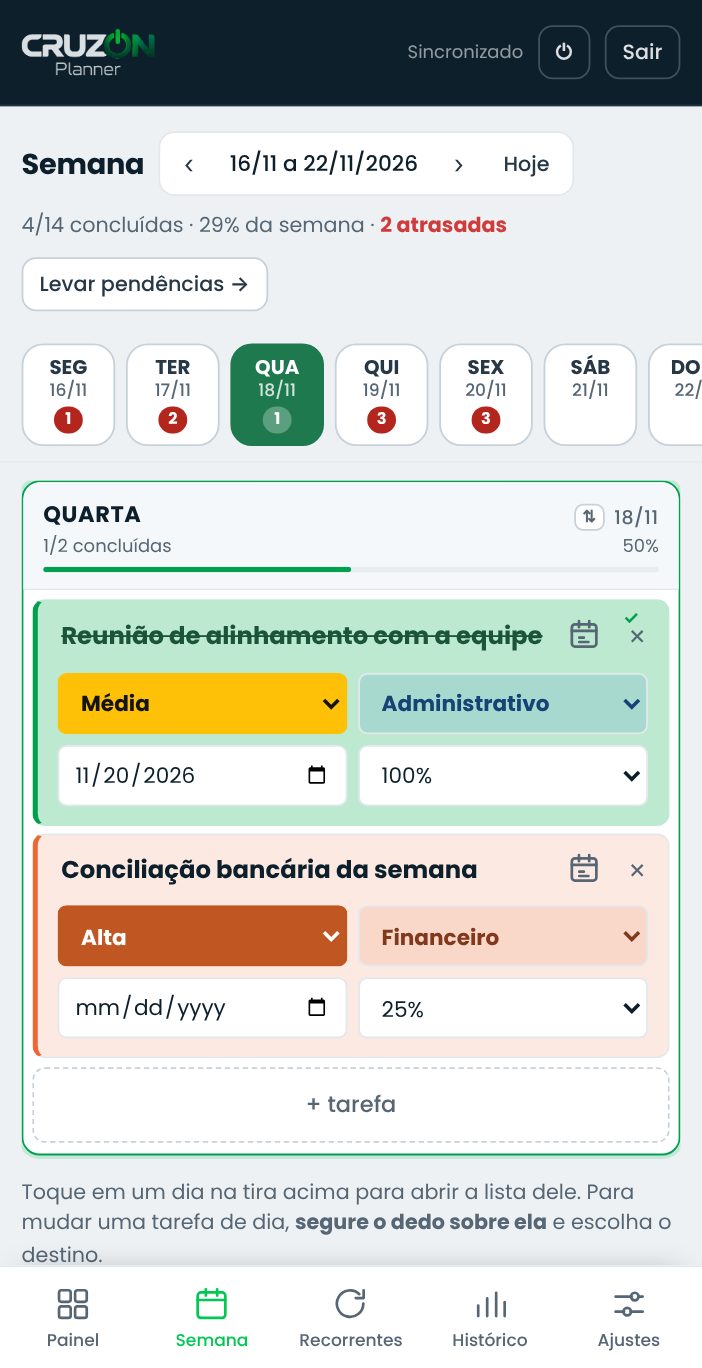 CRUZON
Planner
Sincronizado
Sair
Semana
‹ 16/11 a 22/11/2026 › Hoje
4/14 concluídas · 29% da semana · 2 atrasadas
Levar pendências →
SEG TER QUA QUI SEX SÁB DO
16/11 17/11 18/11 19/11 20/11 21/11 22/
1 2 1 3 3
QUARTA ⇅ 18/11
1/2 concluídas 50%
Reunião de alinhamento com a equipe ✓ ×
Média Administrativo
11/20/2026 100%
Conciliação bancária da semana ×
Alta Financeiro
mm/dd/yyyy 25%
+ tarefa
Toque em um dia na tira acima para abrir a lista dele. Para
mudar uma tarefa de dia, segure o dedo sobre ela e escolha o
destino.
Painel Semana Recorrentes Histórico Ajustes